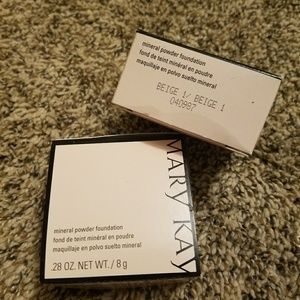 mineral powder foundation
fond de teint minéral en poudre
maquillaje en polvo suelto mineral
BEIGE 1/ BEIGE 1
040987
MARY KAY
mineral powder foundation
fond de teint minéral en poudre
maquillaje en polvo suelto mineral
.28 OZ. NET WT. / 8 g